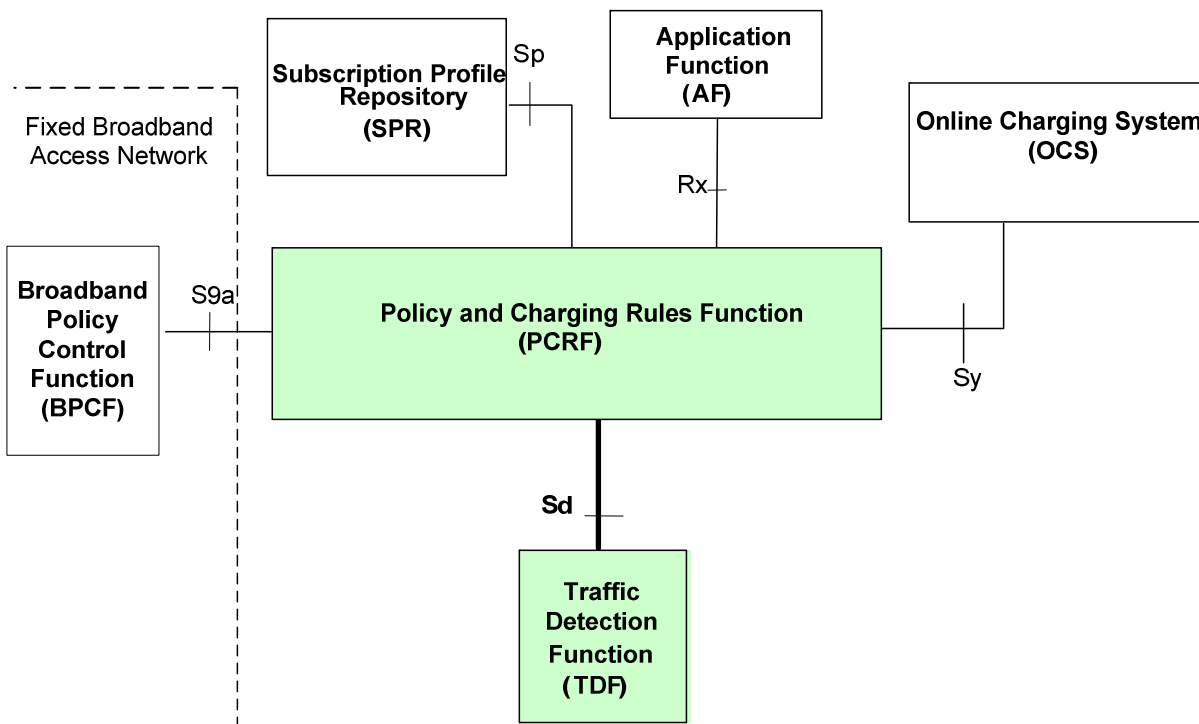 Sp
Subscription Profile
Repository
(SPR)
Application
Function
(AF)
Online Charging System
(OCS)
Fixed Broadband
Access Network
Rx
Broadband
Policy
Control
Function
(BPCF)
S9a
Policy and Charging Rules Function
(PCRF)
Sy
Sd
Traffic
Detection
Function
(TDF)